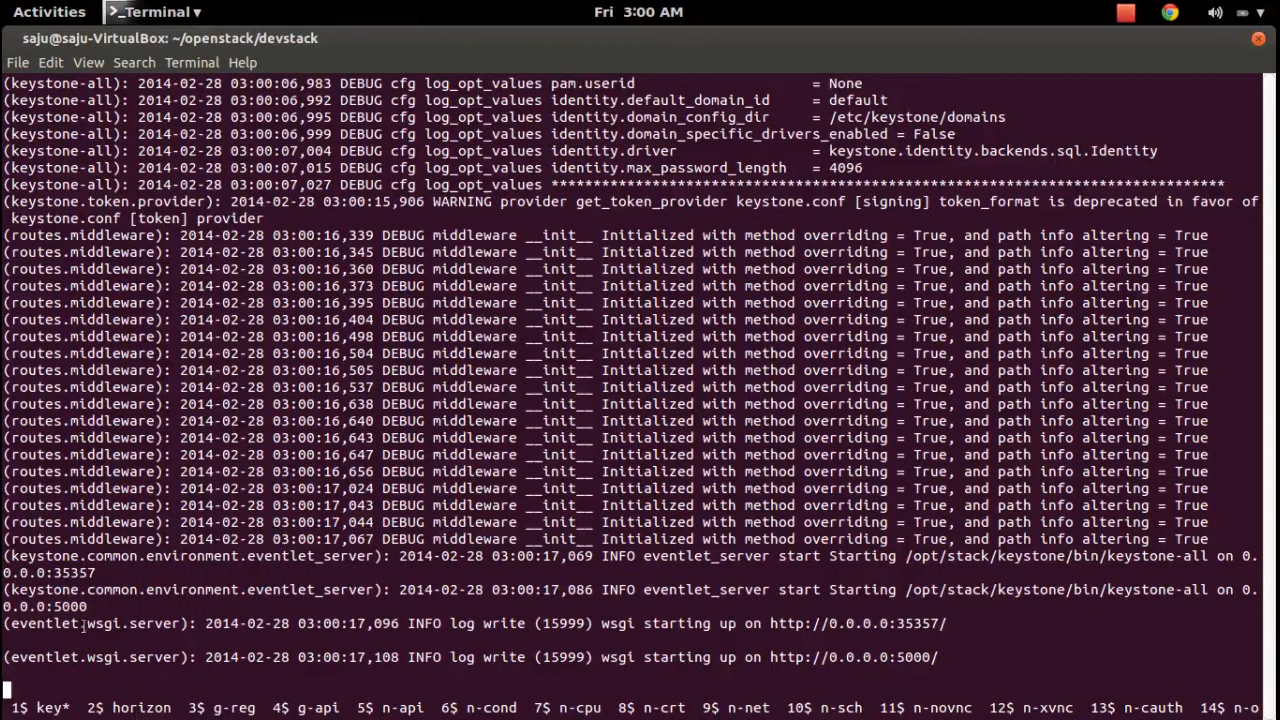 Activities >_Terminal ▾ Fri 3:00 AM
saju@saju-VirtualBox: ~/openstack/devstack
File Edit View Search Terminal Help
(keystone-all): 2014-02-28 03:00:06,983 DEBUG cfg log_opt_values pam.userid = None
(keystone-all): 2014-02-28 03:00:06,992 DEBUG cfg log_opt_values identity.default_domain_id = default
(keystone-all): 2014-02-28 03:00:06,995 DEBUG cfg log_opt_values identity.domain_config_dir = /etc/keystone/domains
(keystone-all): 2014-02-28 03:00:06,999 DEBUG cfg log_opt_values identity.domain_specific_drivers_enabled = False
(keystone-all): 2014-02-28 03:00:07,004 DEBUG cfg log_opt_values identity.driver = keystone.identity.backends.sql.Identity
(keystone-all): 2014-02-28 03:00:07,015 DEBUG cfg log_opt_values identity.max_password_length = 4096
(keystone-all): 2014-02-28 03:00:07,027 DEBUG cfg log_opt_values ********************************************************************************
(keystone.token.provider): 2014-02-28 03:00:15,906 WARNING provider get_token_provider keystone.conf [signing] token_format is deprecated in favor of
keystone.conf [token] provider
(routes.middleware): 2014-02-28 03:00:16,339 DEBUG middleware __init__ Initialized with method overriding = True, and path info altering = True
(routes.middleware): 2014-02-28 03:00:16,345 DEBUG middleware __init__ Initialized with method overriding = True, and path info altering = True
(routes.middleware): 2014-02-28 03:00:16,360 DEBUG middleware __init__ Initialized with method overriding = True, and path info altering = True
(routes.middleware): 2014-02-28 03:00:16,373 DEBUG middleware __init__ Initialized with method overriding = True, and path info altering = True
(routes.middleware): 2014-02-28 03:00:16,395 DEBUG middleware __init__ Initialized with method overriding = True, and path info altering = True
(routes.middleware): 2014-02-28 03:00:16,404 DEBUG middleware __init__ Initialized with method overriding = True, and path info altering = True
(routes.middleware): 2014-02-28 03:00:16,498 DEBUG middleware __init__ Initialized with method overriding = True, and path info altering = True
(routes.middleware): 2014-02-28 03:00:16,504 DEBUG middleware __init__ Initialized with method overriding = True, and path info altering = True
(routes.middleware): 2014-02-28 03:00:16,505 DEBUG middleware __init__ Initialized with method overriding = True, and path info altering = True
(routes.middleware): 2014-02-28 03:00:16,537 DEBUG middleware __init__ Initialized with method overriding = True, and path info altering = True
(routes.middleware): 2014-02-28 03:00:16,638 DEBUG middleware __init__ Initialized with method overriding = True, and path info altering = True
(routes.middleware): 2014-02-28 03:00:16,640 DEBUG middleware __init__ Initialized with method overriding = True, and path info altering = True
(routes.middleware): 2014-02-28 03:00:16,643 DEBUG middleware __init__ Initialized with method overriding = True, and path info altering = True
(routes.middleware): 2014-02-28 03:00:16,647 DEBUG middleware __init__ Initialized with method overriding = True, and path info altering = True
(routes.middleware): 2014-02-28 03:00:16,656 DEBUG middleware __init__ Initialized with method overriding = True, and path info altering = True
(routes.middleware): 2014-02-28 03:00:17,024 DEBUG middleware __init__ Initialized with method overriding = True, and path info altering = True
(routes.middleware): 2014-02-28 03:00:17,043 DEBUG middleware __init__ Initialized with method overriding = True, and path info altering = True
(routes.middleware): 2014-02-28 03:00:17,044 DEBUG middleware __init__ Initialized with method overriding = True, and path info altering = True
(routes.middleware): 2014-02-28 03:00:17,067 DEBUG middleware __init__ Initialized with method overriding = True, and path info altering = True
(keystone.common.environment.eventlet_server): 2014-02-28 03:00:17,069 INFO eventlet_server start Starting /opt/stack/keystone/bin/keystone-all on 0.
0.0.0:35357
(keystone.common.environment.eventlet_server): 2014-02-28 03:00:17,086 INFO eventlet_server start Starting /opt/stack/keystone/bin/keystone-all on 0.
0.0.0:5000
(eventlet.wsgi.server): 2014-02-28 03:00:17,096 INFO log write (15999) wsgi starting up on http://0.0.0.0:35357/
(eventlet.wsgi.server): 2014-02-28 03:00:17,108 INFO log write (15999) wsgi starting up on http://0.0.0.0:5000/
1$ key* 2$ horizon 3$ g-reg 4$ g-api 5$ n-api 6$ n-cond 7$ n-cpu 8$ n-crt 9$ n-net 10$ n-sch 11$ n-novnc 12$ n-xvnc 13$ n-cauth 14$ n-o